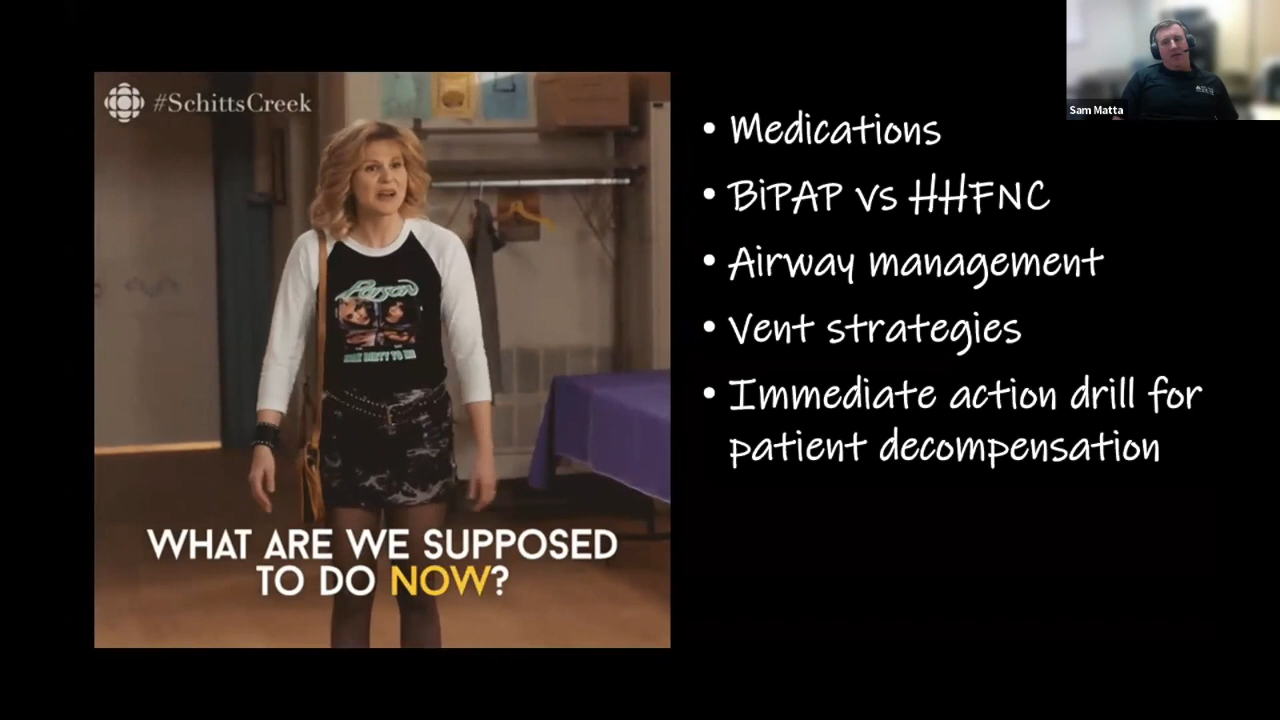 #SchittsCreek
Poison
WHAT ARE WE SUPPOSED
TO DO NOW?
• Medications
• BiPAP vs HHFNC
• Airway management
• Vent strategies
• Immediate action drill for
patient decompensation
Sam Matta